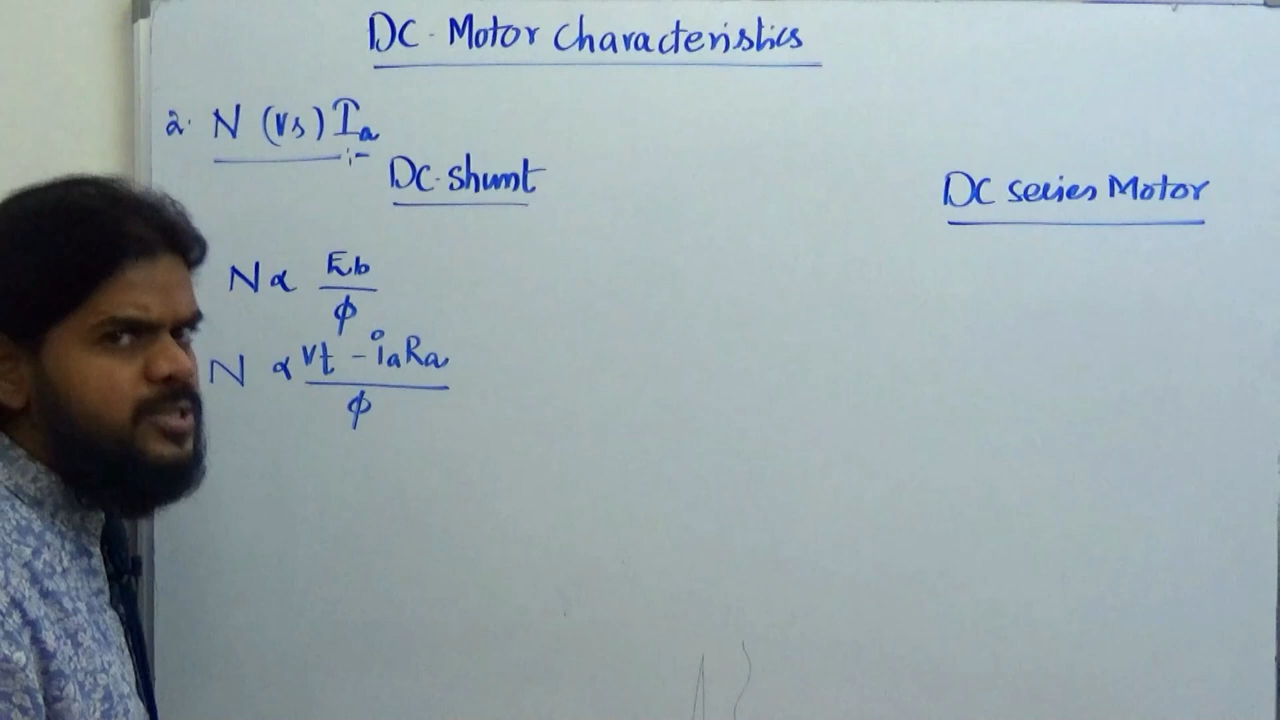 DC Motor Characteristics
2. N (Vs) Ia :-
DC shunt
DC series Motor
N ∝ Eb / ϕ
N ∝ Vt - iaRa / ϕ